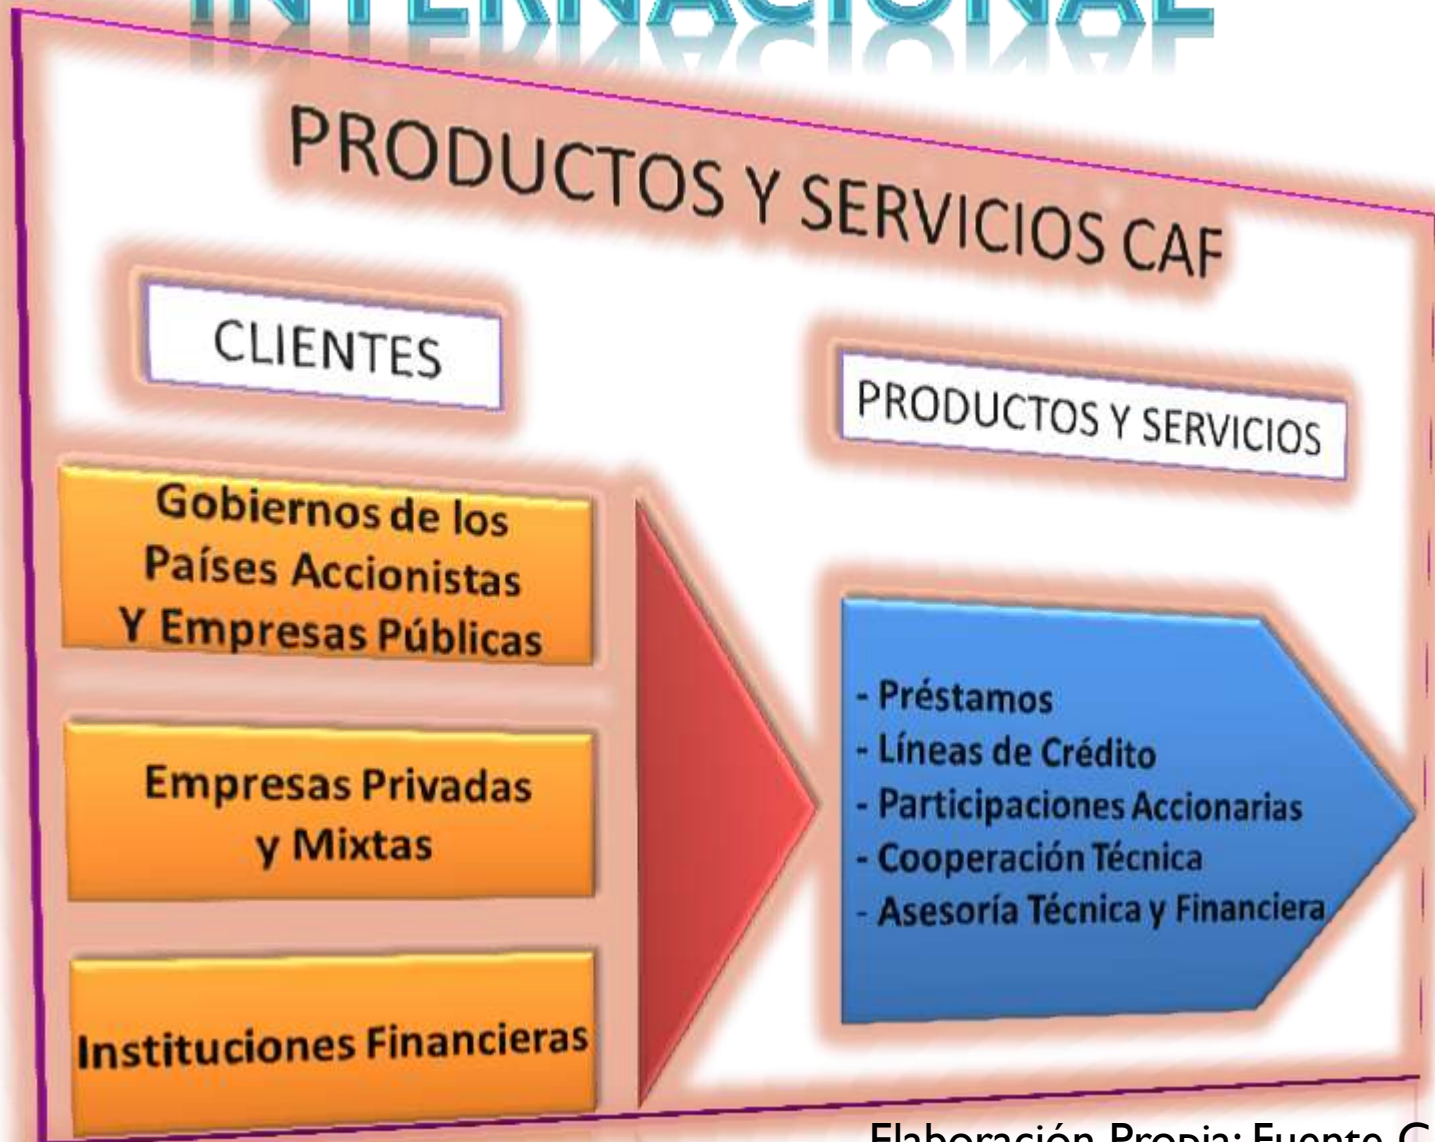 INTERNACIONAL
PRODUCTOS Y SERVICIOS CAF
CLIENTES
PRODUCTOS Y SERVICIOS
Gobiernos de los
Países Accionistas
Y Empresas Públicas
Empresas Privadas
y Mixtas
Instituciones Financieras
- Préstamos
- Líneas de Crédito
- Participaciones Accionarias
- Cooperación Técnica
- Asesoría Técnica y Financiera
Elaboración Propia: Fuente